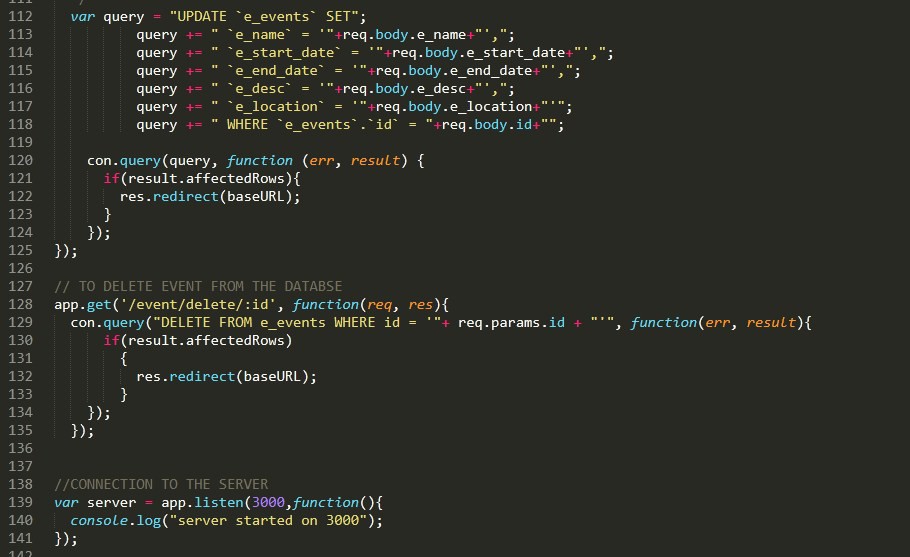 112 var query = "UPDATE `e_events` SET";
113 query += " `e_name` = '"+req.body.e_name+"',";
114 query += " `e_start_date` = '"+req.body.e_start_date+"',";
115 query += " `e_end_date` = '"+req.body.e_end_date+"',";
116 query += " `e_desc` = '"+req.body.e_desc+"',";
117 query += " `e_location` = '"+req.body.e_location+"'";
118 query += " WHERE `e_events`.`id` = "+req.body.id+"";
119
120 con.query(query, function (err, result) {
121 if(result.affectedRows){
122 res.redirect(baseURL);
123 }
124 });
125 });
126
127 // TO DELETE EVENT FROM THE DATABSE
128 app.get('/event/delete/:id', function(req, res){
129 con.query("DELETE FROM e_events WHERE id = '"+ req.params.id + "'", function(err, result){
130 if(result.affectedRows)
131 {
132 res.redirect(baseURL);
133 }
134 });
135 });
136
137
138 //CONNECTION TO THE SERVER
139 var server = app.listen(3000,function(){
140 console.log("server started on 3000");
141 });